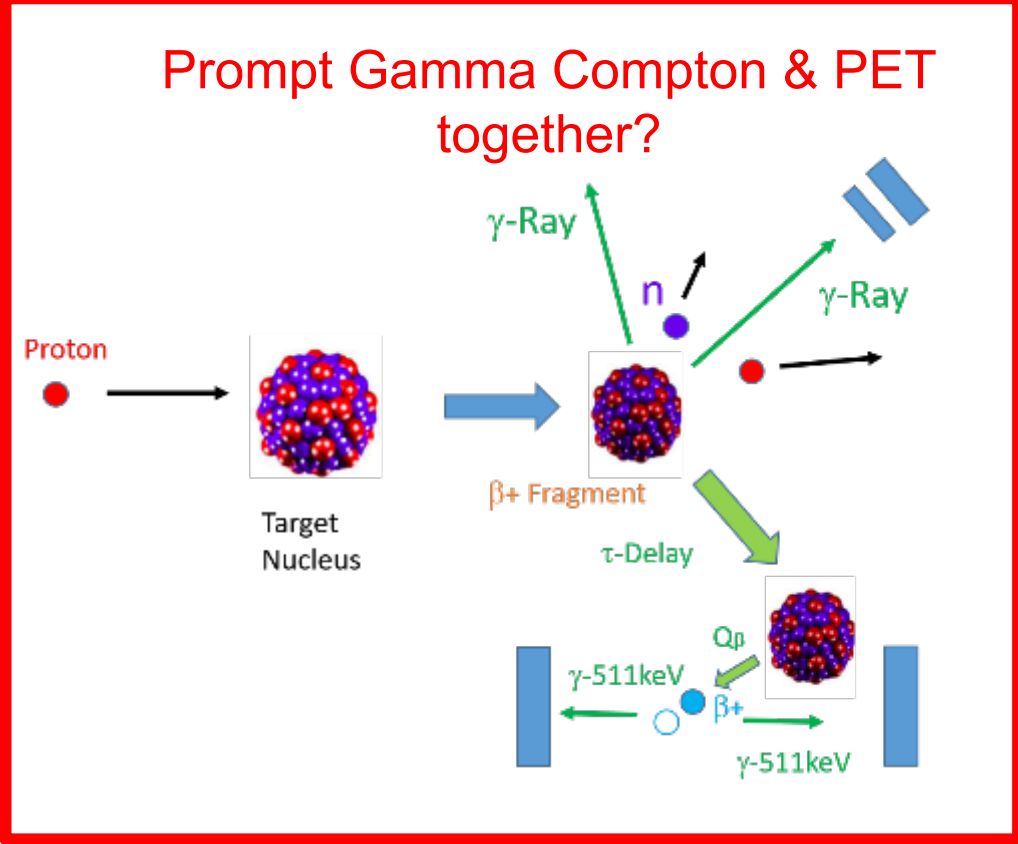 Prompt Gamma Compton & PET
together?
γ-Ray
n
γ-Ray
Proton
β+ Fragment
Target
Nucleus
τ-Delay
Qβ
γ-511keV
β+
γ-511keV